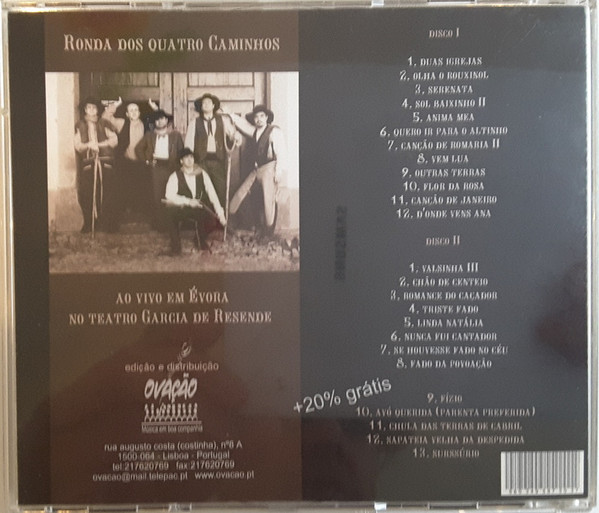 Ronda dos Quatro Caminhos
ao vivo em Évora
no Teatro Garcia de Resende
edição e distribuição
OVAÇÃO
Música em boa companhia
rua augusto costa (costinha), nº8 A
1500-064 - Lisboa - Portugal
tel:217620769 fax:217620769
ovacao@mail.telepac.pt www.ovacao.pt
Disco I
1. Duas Igrejas
2. Olha o Rouxinol
3. Serenata
4. Sol Baixinho II
5. Anima Mea
6. Quero ir para o Altinho
7. Canção de Romaria II
8. Vem Lua
9. Outras Terras
10. Flor da Rosa
11. Canção de Janeiro
12. D'onde vens Ana
Disco II
1. Valsinha III
2. Chão de Centeio
3. Romance do Caçador
4. Triste Fado
5. Linda Natália
6. Nunca fui Cantador
7. Se houvesse Fado no Céu
8. Fado da Povoação
+20% grátis
9. Fízio
10. Avó Querida (Parenta Preferida)
11. Chula das Terras de Cabril
12. Sapateia Velha da Despedida